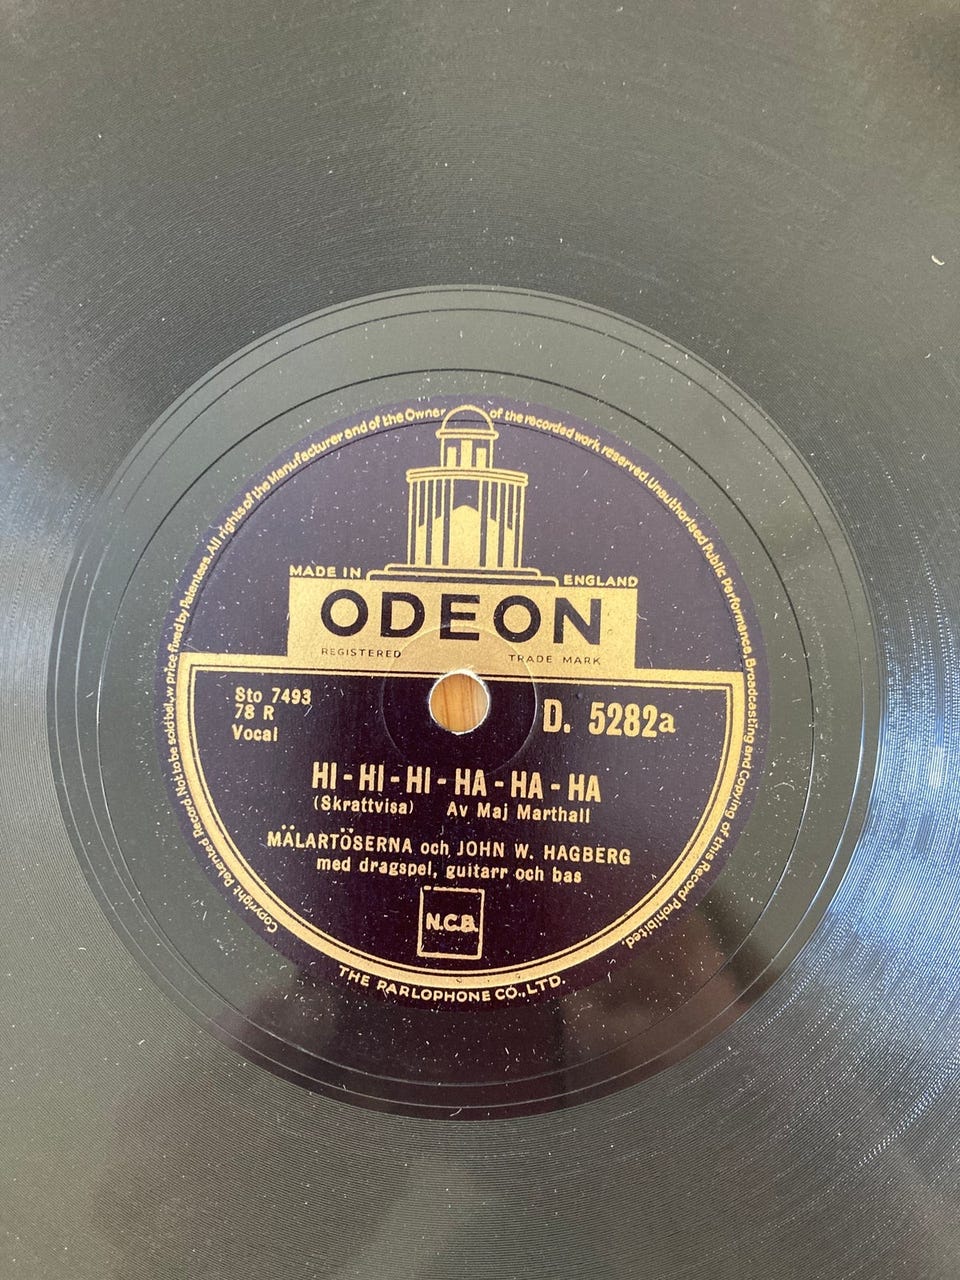 Copyright. Patented Record. Not to be sold below price fixed by Patentees. All rights of the Manufacturer and of the Owner of the recorded work reserved. Unauthorised Public Performance, Broadcasting and Copying of this Record Prohibited.
MADE IN ENGLAND
ODEON
REGISTERED TRADE MARK
Sto 7493
78 R
Vocal
D. 5282a
HI-HI-HI-HA-HA-HA
(Skrattvisa) Av Maj Marthall
MÄLARTÖSERNA och JOHN W. HAGBERG
med dragspel, guitarr och bas
N.C.B.
THE PARLOPHONE CO., LTD.